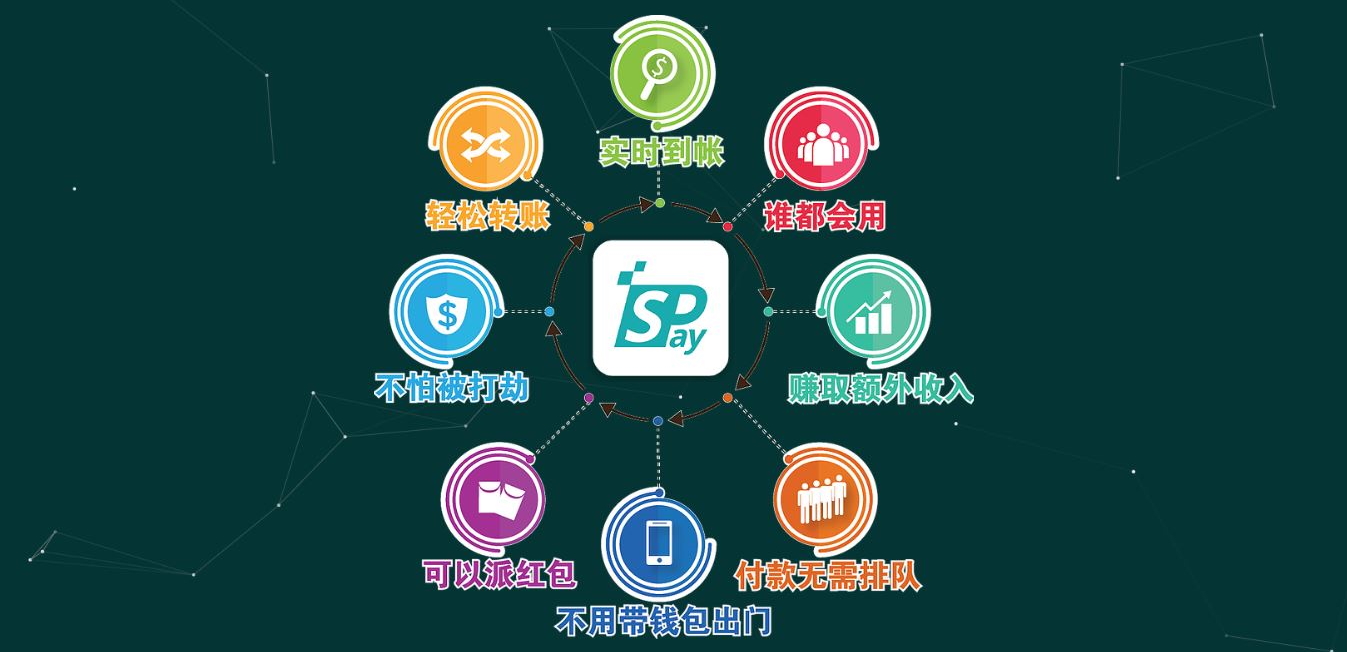 实时到帐
轻松转账
谁都会用
SPay
不怕被打劫
赚取额外收入
可以派红包
付款无需排队
不用带钱包出门